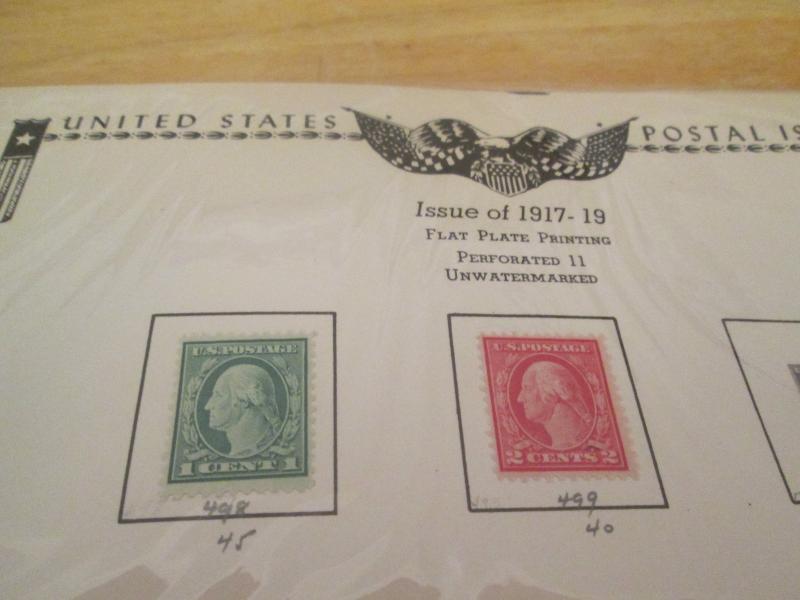 UNITED STATES POSTAL IS
Issue of 1917-19
FLAT PLATE PRINTING
PERFORATED 11
UNWATERMARKED
U.S. POSTAGE
1 CENT 1
498
45
U.S. POSTAGE
2 CENTS 2
499
40